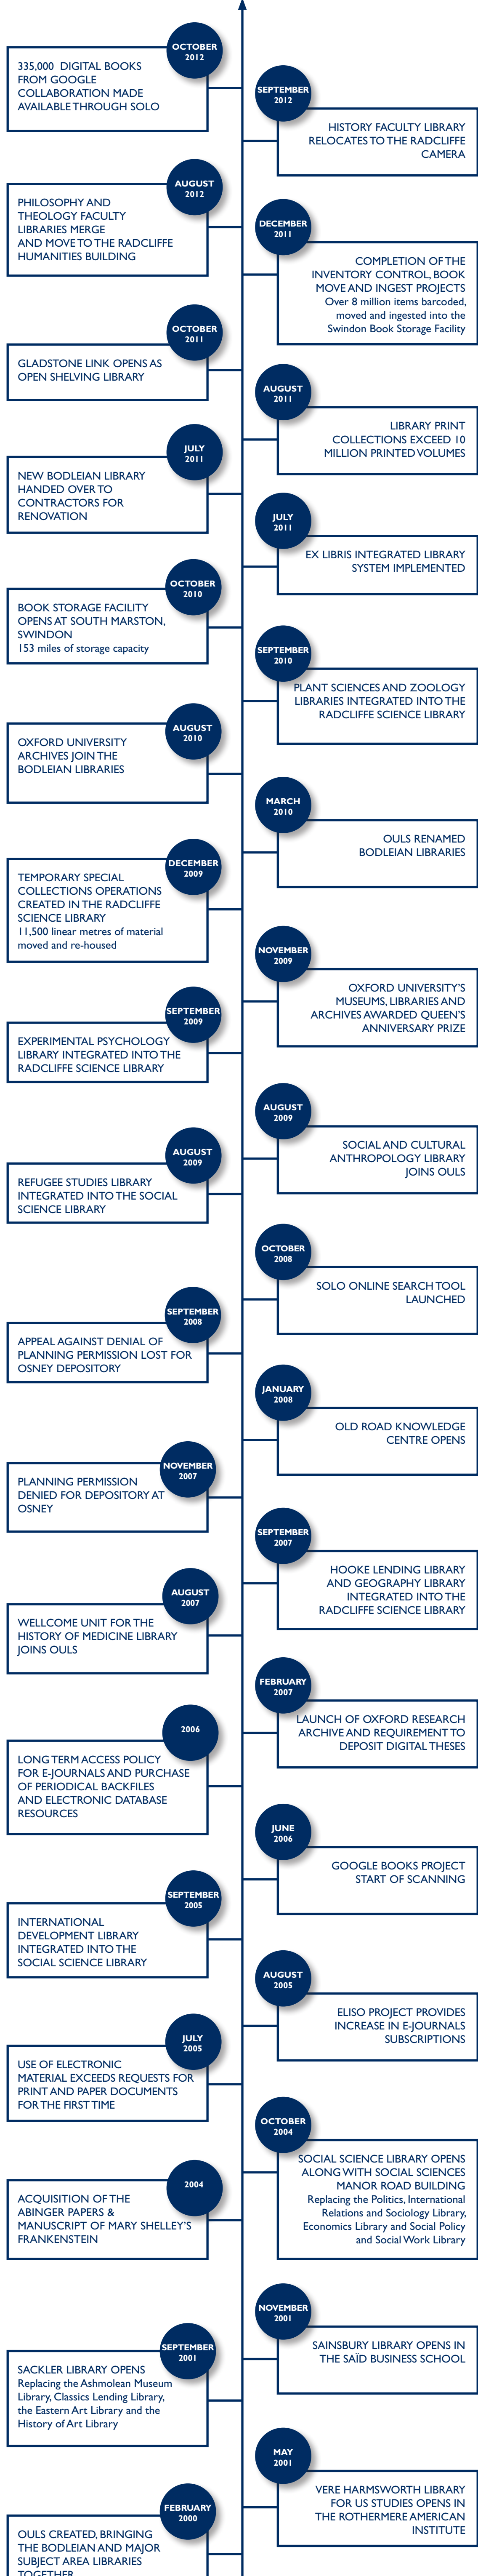 OCTOBER
2012
335,000 DIGITAL BOOKS
FROM GOOGLE
COLLABORATION MADE
AVAILABLE THROUGH SOLO
SEPTEMBER
2012
HISTORY FACULTY LIBRARY
RELOCATES TO THE RADCLIFFE
CAMERA
AUGUST
2012
PHILOSOPHY AND
THEOLOGY FACULTY
LIBRARIES MERGE
AND MOVE TO THE RADCLIFFE
HUMANITIES BUILDING
DECEMBER
2011
COMPLETION OF THE
INVENTORY CONTROL, BOOK
MOVE AND INGEST PROJECTS
Over 8 million items barcoded,
moved and ingested into the
Swindon Book Storage Facility
OCTOBER
2011
GLADSTONE LINK OPENS AS
OPEN SHELVING LIBRARY
AUGUST
2011
LIBRARY PRINT
COLLECTIONS EXCEED 10
MILLION PRINTED VOLUMES
JULY
2011
NEW BODLEIAN LIBRARY
HANDED OVER TO
CONTRACTORS FOR
RENOVATION
JULY
2011
EX LIBRIS INTEGRATED LIBRARY
SYSTEM IMPLEMENTED
OCTOBER
2010
BOOK STORAGE FACILITY
OPENS AT SOUTH MARSTON,
SWINDON
153 miles of storage capacity
SEPTEMBER
2010
PLANT SCIENCES AND ZOOLOGY
LIBRARIES INTEGRATED INTO THE
RADCLIFFE SCIENCE LIBRARY
AUGUST
2010
OXFORD UNIVERSITY
ARCHIVES JOIN THE
BODLEIAN LIBRARIES
MARCH
2010
OULS RENAMED
BODLEIAN LIBRARIES
DECEMBER
2009
TEMPORARY SPECIAL
COLLECTIONS OPERATIONS
CREATED IN THE RADCLIFFE
SCIENCE LIBRARY
11,500 linear metres of material
moved and re-housed
NOVEMBER
2009
OXFORD UNIVERSITY'S
MUSEUMS, LIBRARIES AND
ARCHIVES AWARDED QUEEN'S
ANNIVERSARY PRIZE
SEPTEMBER
2009
EXPERIMENTAL PSYCHOLOGY
LIBRARY INTEGRATED INTO THE
RADCLIFFE SCIENCE LIBRARY
AUGUST
2009
SOCIAL AND CULTURAL
ANTHROPOLOGY LIBRARY
JOINS OULS
AUGUST
2009
REFUGEE STUDIES LIBRARY
INTEGRATED INTO THE SOCIAL
SCIENCE LIBRARY
OCTOBER
2008
SOLO ONLINE SEARCH TOOL
LAUNCHED
SEPTEMBER
2008
APPEAL AGAINST DENIAL OF
PLANNING PERMISSION LOST FOR
OSNEY DEPOSITORY
JANUARY
2008
OLD ROAD KNOWLEDGE
CENTRE OPENS
NOVEMBER
2007
PLANNING PERMISSION
DENIED FOR DEPOSITORY AT
OSNEY
SEPTEMBER
2007
HOOKE LENDING LIBRARY
AND GEOGRAPHY LIBRARY
INTEGRATED INTO THE
RADCLIFFE SCIENCE LIBRARY
AUGUST
2007
WELLCOME UNIT FOR THE
HISTORY OF MEDICINE LIBRARY
JOINS OULS
FEBRUARY
2007
LAUNCH OF OXFORD RESEARCH
ARCHIVE AND REQUIREMENT TO
DEPOSIT DIGITAL THESES
2006
LONG TERM ACCESS POLICY
FOR E-JOURNALS AND PURCHASE
OF PERIODICAL BACKFILES
AND ELECTRONIC DATABASE
RESOURCES
JUNE
2006
GOOGLE BOOKS PROJECT
START OF SCANNING
SEPTEMBER
2005
INTERNATIONAL
DEVELOPMENT LIBRARY
INTEGRATED INTO THE
SOCIAL SCIENCE LIBRARY
AUGUST
2005
ELISO PROJECT PROVIDES
INCREASE IN E-JOURNALS
SUBSCRIPTIONS
JULY
2005
USE OF ELECTRONIC
MATERIAL EXCEEDS REQUESTS FOR
PRINT AND PAPER DOCUMENTS
FOR THE FIRST TIME
OCTOBER
2004
SOCIAL SCIENCE LIBRARY OPENS
ALONG WITH SOCIAL SCIENCES
MANOR ROAD BUILDING
Replacing the Politics, International
Relations and Sociology Library,
Economics Library and Social Policy
and Social Work Library
2004
ACQUISITION OF THE
ABINGER PAPERS &
MANUSCRIPT OF MARY SHELLEY'S
FRANKENSTEIN
NOVEMBER
2001
SAINSBURY LIBRARY OPENS IN
THE SAÏD BUSINESS SCHOOL
SEPTEMBER
2001
SACKLER LIBRARY OPENS
Replacing the Ashmolean Museum
Library, Classics Lending Library,
the Eastern Art Library and the
History of Art Library
MAY
2001
VERE HARMSWORTH LIBRARY
FOR US STUDIES OPENS IN
THE ROTHERMERE AMERICAN
INSTITUTE
FEBRUARY
2000
OULS CREATED, BRINGING
THE BODLEIAN AND MAJOR
SUBJECT AREA LIBRARIES
TOGETHER